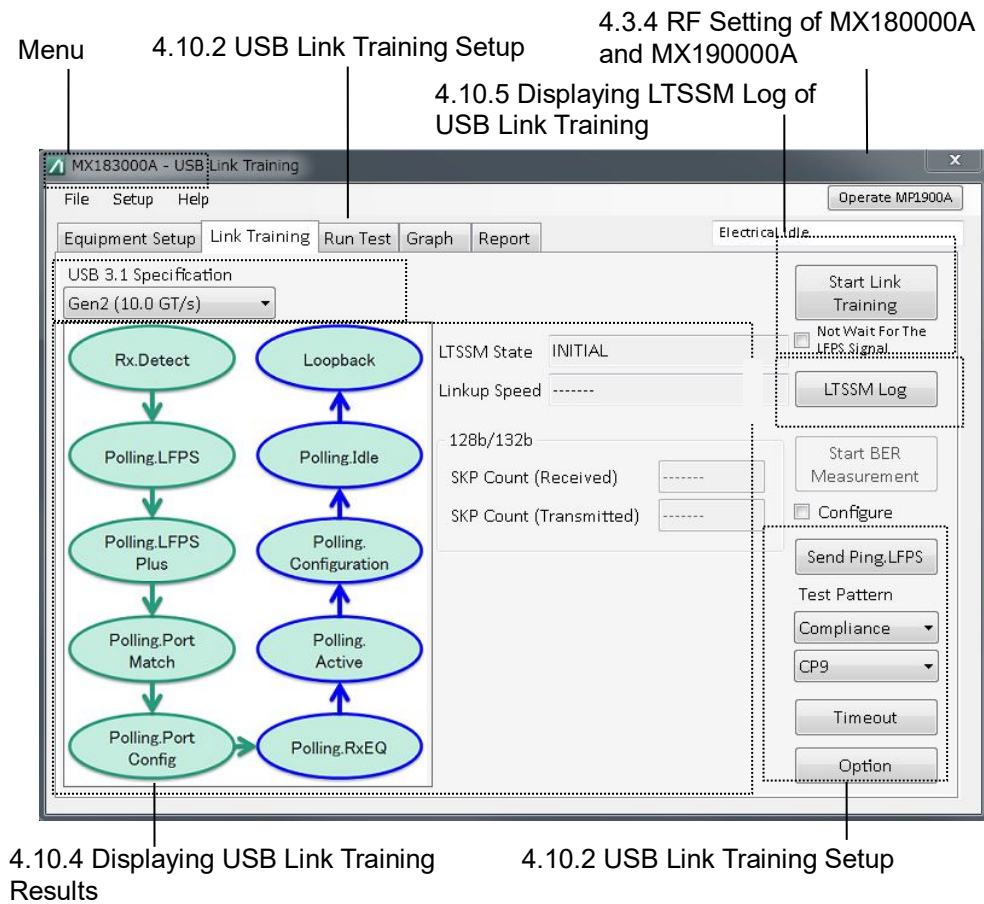 4.3.4 RF Setting of MX180000A
and MX190000A
Menu
4.10.2 USB Link Training Setup
4.10.5 Displaying LTSSM Log of
USB Link Training
MX183000A - USB Link Training
x
File Setup Help
Operate MP1900A
Equipment Setup Link Training Run Test Graph Report
Electrical Idle
USB 3.1 Specification
Gen2 (10.0 GT/s)
Start Link
Training
Not Wait For The
LFPS Signal
Rx.Detect
Loopback
LTSSM State INITIAL
Linkup Speed -------
LTSSM Log
Polling.LFPS
Polling.Idle
128b/132b
SKP Count (Received) -------
SKP Count (Transmitted) -------
Start BER
Measurement
Configure
Polling.LFPS
Plus
Polling.
Configuration
Send Ping.LFPS
Test Pattern
Compliance
CP9
Polling.Port
Match
Polling.
Active
Timeout
Polling.Port
Config
Polling.RxEQ
Option
4.10.4 Displaying USB Link Training
Results
4.10.2 USB Link Training Setup